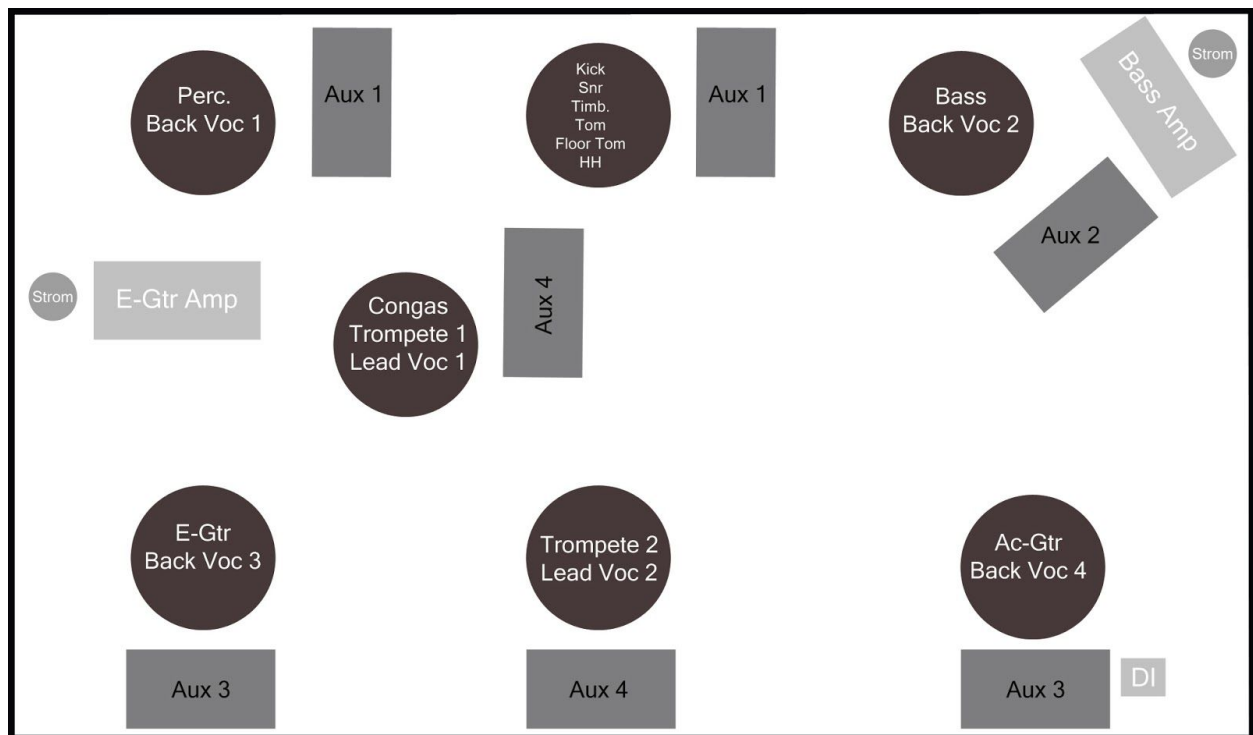 Perc.
Back Voc 1
Aux 1
Kick
Snr
Timb.
Tom
Floor Tom
HH
Aux 1
Bass
Back Voc 2
Bass Amp
Strom
Aux 2
Strom
E-Gtr Amp
Congas
Trompete 1
Lead Voc 1
Aux 4
E-Gtr
Back Voc 3
Trompete 2
Lead Voc 2
Ac-Gtr
Back Voc 4
Aux 3
Aux 4
Aux 3
DI